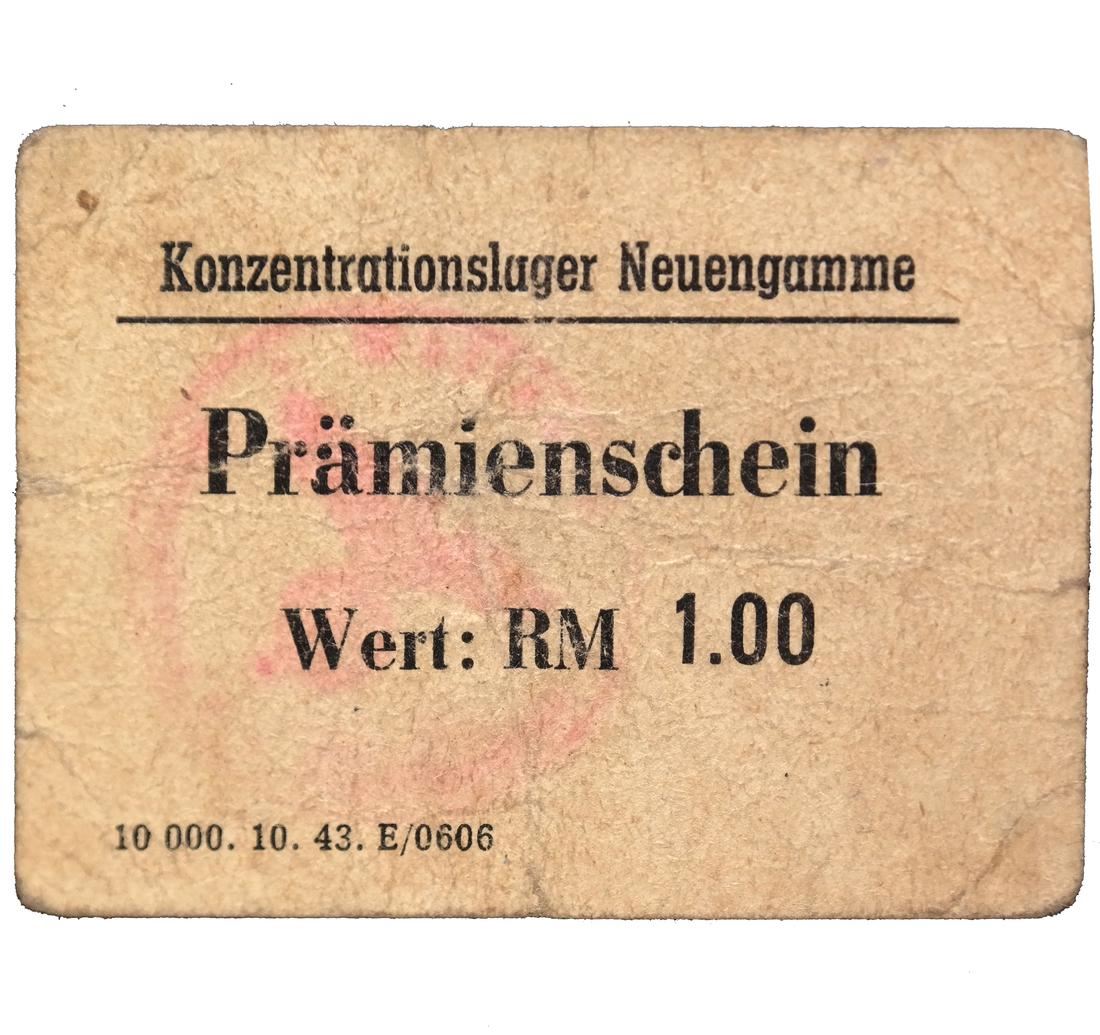 Konzentrationslager Neuengamme
Prämienschein
Wert: RM 1.00
10 000. 10. 43. E/0606